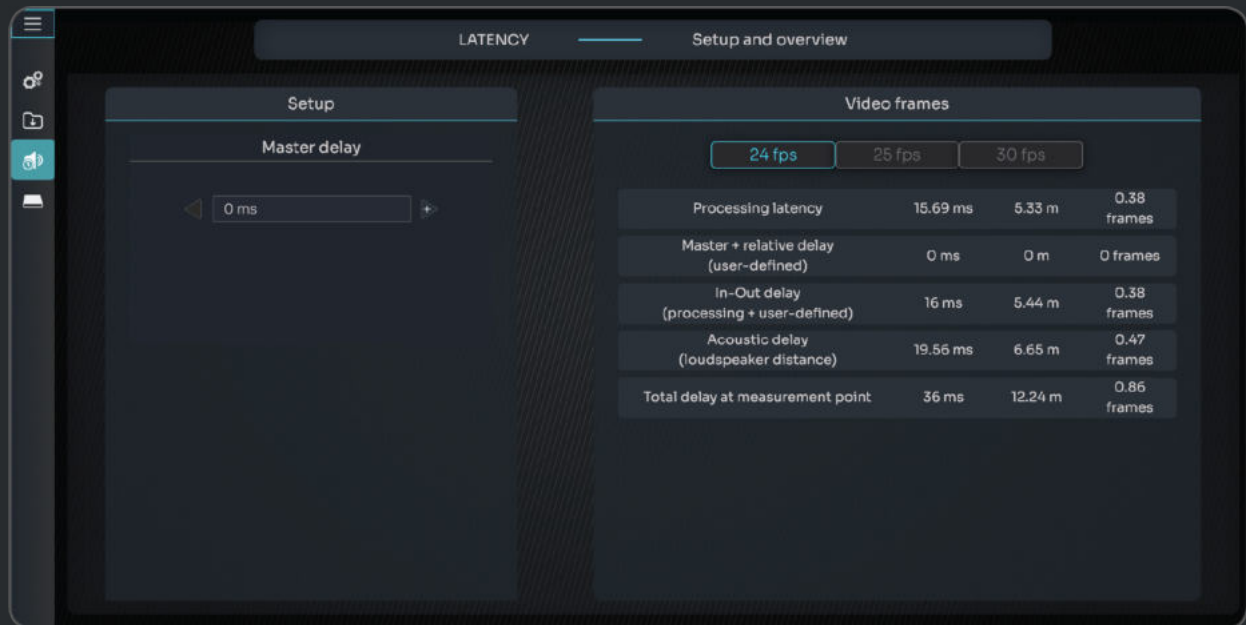 LATENCY Setup and overview
Setup
Master delay
0 ms
+
Video frames
24 fps 25 fps 30 fps
Processing latency 15.69 ms 5.33 m 0.38
frames
Master + relative delay
(user-defined) 0 ms 0 m 0 frames
In-Out delay
(processing + user-defined) 16 ms 5.44 m 0.38
frames
Acoustic delay
(loudspeaker distance) 19.56 ms 6.65 m 0.47
frames
Total delay at measurement point 36 ms 12.24 m 0.86
frames